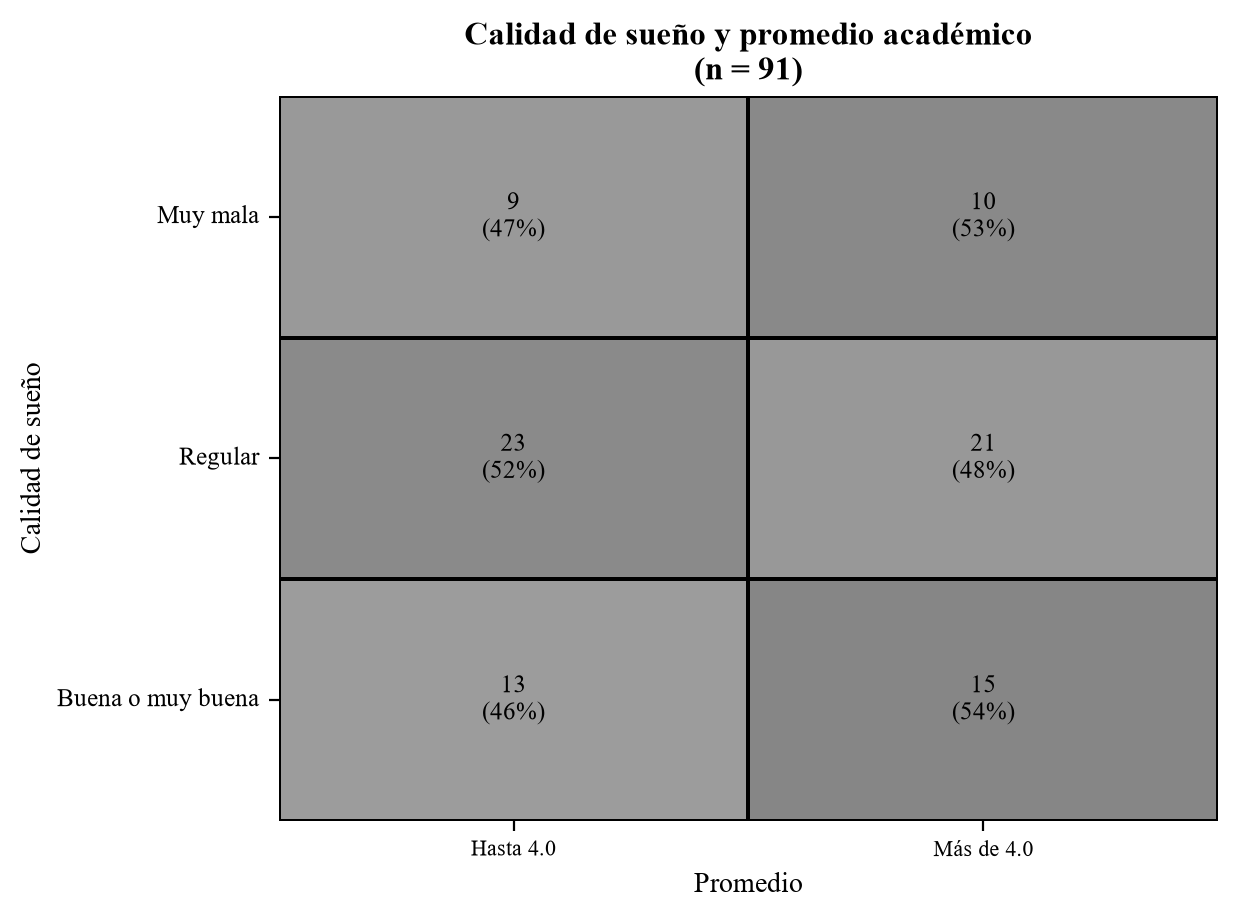 Calidad de sueño y promedio académico
(n = 91)
Calidad de sueño
Muy mala
9
(47%)
10
(53%)
Regular
23
(52%)
21
(48%)
Buena o muy buena
13
(46%)
15
(54%)
Hasta 4.0
Más de 4.0
Promedio